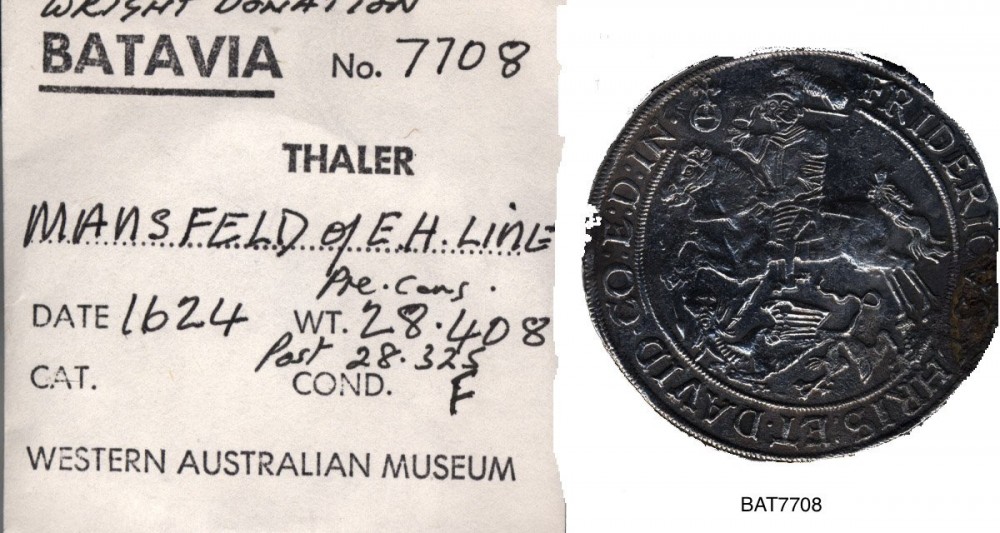 WRIGHT DONATION
BATAVIA No. 7708
THALER
MANSFELD of E.H. LINE
Pre. Cons.
DATE 1624 WT. 28.408
Post 28.325
CAT. COND. F
WESTERN AUSTRALIAN MUSEUM
FRIDERIC HRIS:ET:DAVID:CO:E:D:IN
BAT7708